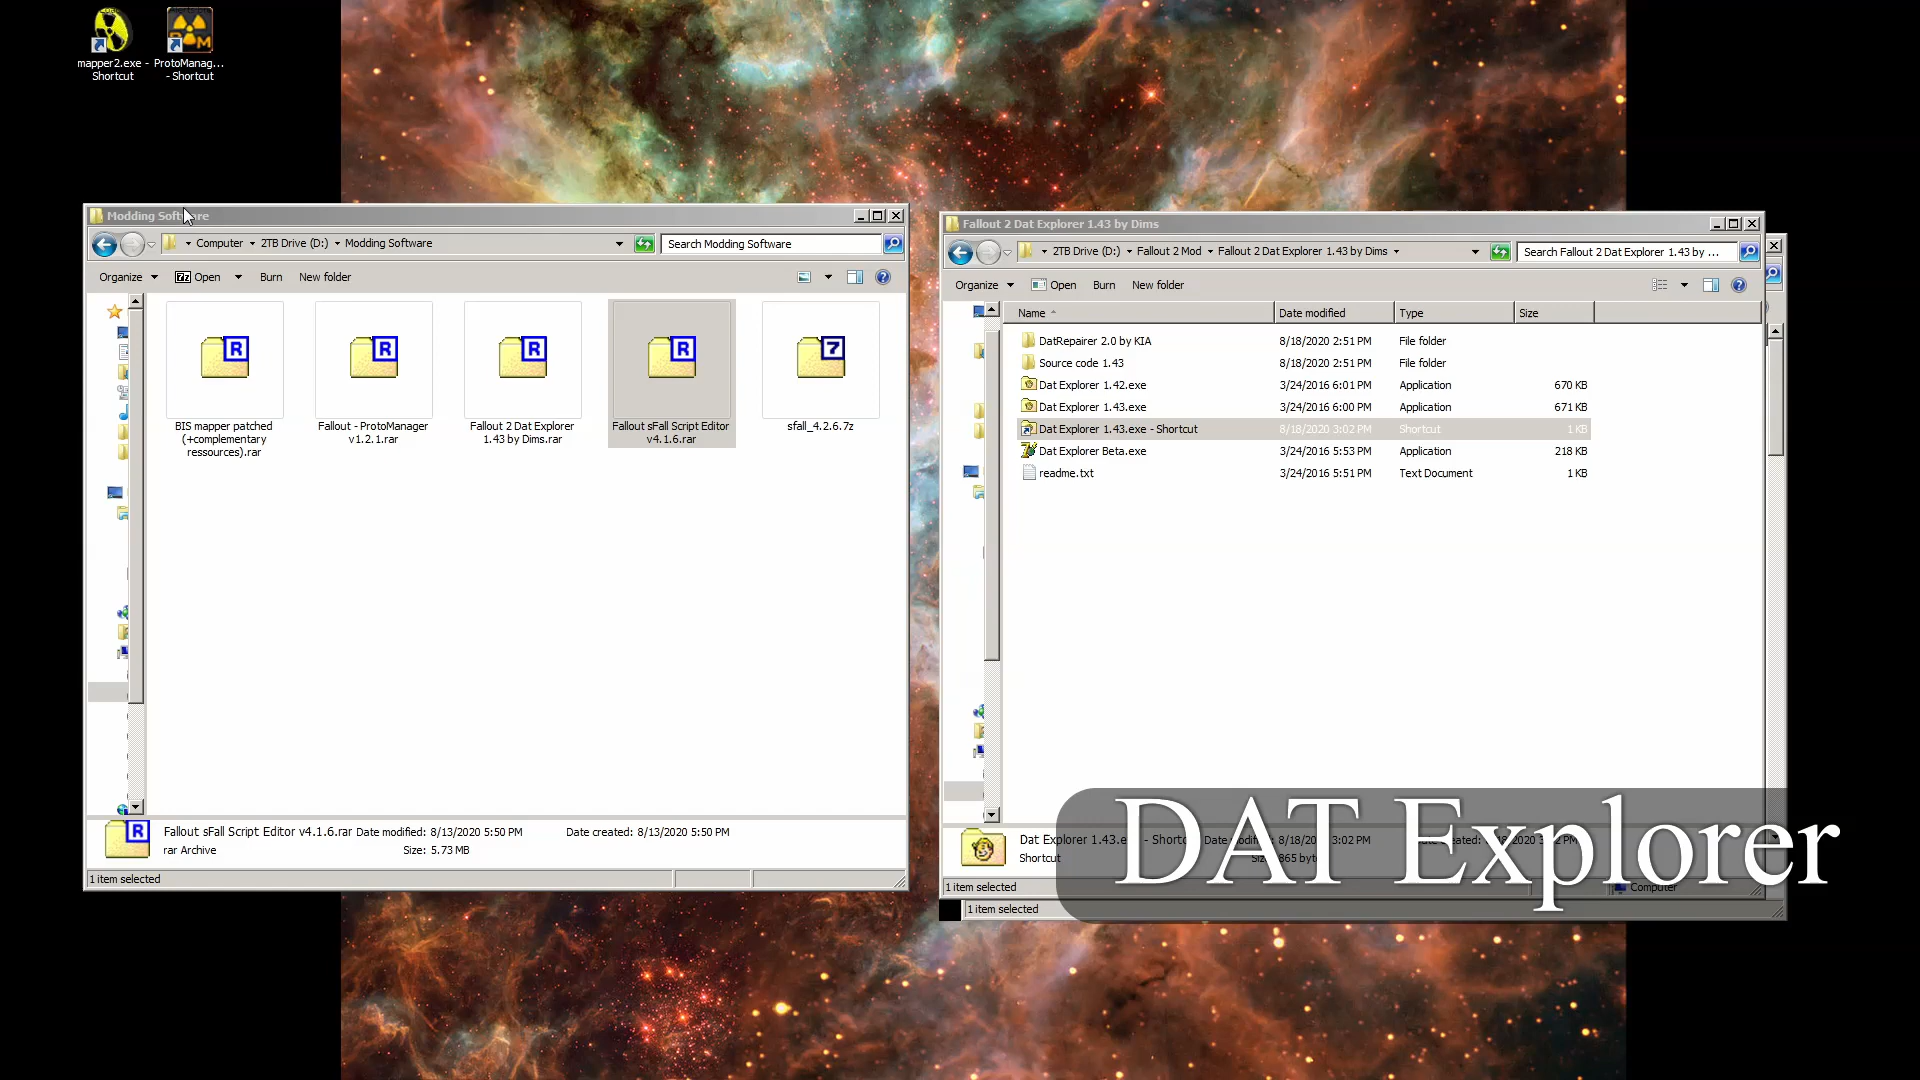 mapper2.exe -
Shortcut
ProtoManag...
- Shortcut
Modding Software
Computer 2TB Drive (D:) Modding Software
Search Modding Software
Organize Open Burn New folder
BIS mapper patched
(+complementary
ressources).rar
Fallout - ProtoManager
v1.2.1.rar
Fallout 2 Dat Explorer
1.43 by Dims.rar
Fallout sFall Script Editor
v4.1.6.rar
sfall_4.2.6.7z
Fallout sFall Script Editor v4.1.6.rar Date modified: 8/13/2020 5:50 PM Date created: 8/13/2020 5:50 PM
rar Archive Size: 5.73 MB
1 item selected
Fallout 2 Dat Explorer 1.43 by Dims
2TB Drive (D:) Fallout 2 Mod Fallout 2 Dat Explorer 1.43 by Dims
Search Fallout 2 Dat Explorer 1.43 by ...
Organize Open Burn New folder
Name Date modified Type Size
DatRepairer 2.0 by KIA 8/18/2020 2:51 PM File folder
Source code 1.43 8/18/2020 2:51 PM File folder
Dat Explorer 1.42.exe 3/24/2016 6:01 PM Application 670 KB
Dat Explorer 1.43.exe 3/24/2016 6:00 PM Application 671 KB
Dat Explorer 1.43.exe - Shortcut 8/18/2020 3:02 PM Shortcut 1 KB
Dat Explorer Beta.exe 3/24/2016 5:53 PM Application 218 KB
readme.txt 3/24/2016 5:51 PM Text Document 1 KB
DAT Explorer
Dat Explorer 1.43. 3:02 PM
Shortcut
1 item selected
Computer
1 item selected